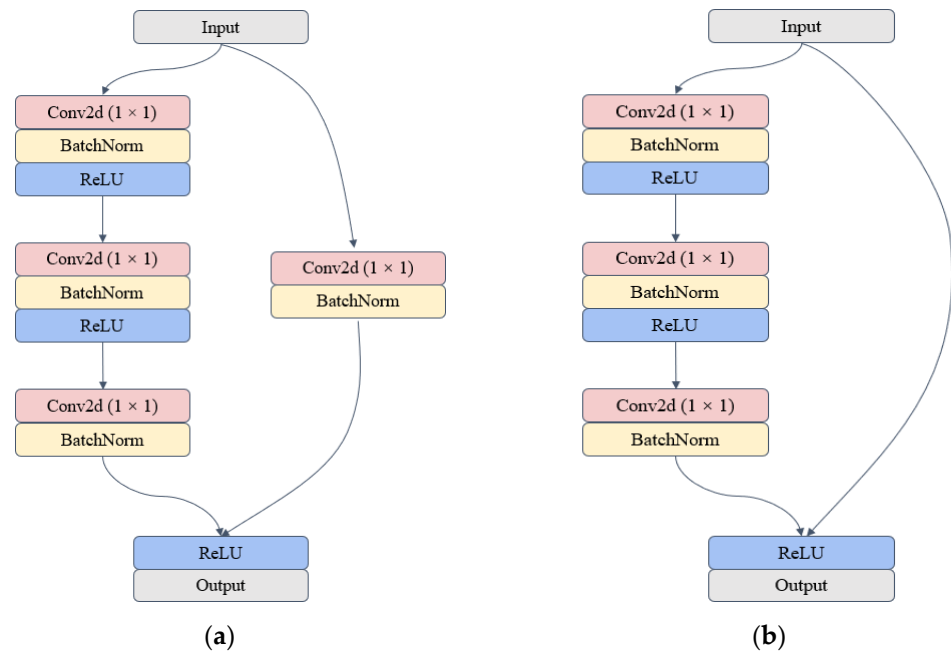 Input
Conv2d (1 × 1)
BatchNorm
ReLU
Conv2d (1 × 1)
BatchNorm
ReLU
Conv2d (1 × 1)
BatchNorm
Conv2d (1 × 1)
BatchNorm
ReLU
Output
(a)
Input
Conv2d (1 × 1)
BatchNorm
ReLU
Conv2d (1 × 1)
BatchNorm
ReLU
Conv2d (1 × 1)
BatchNorm
ReLU
Output
(b)